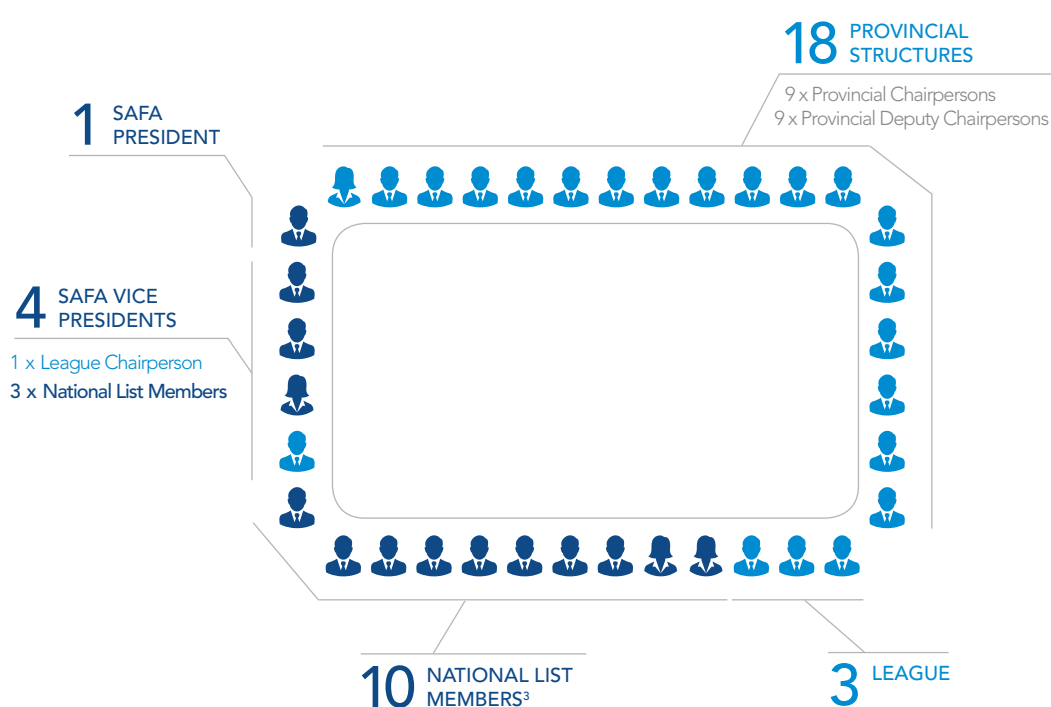 18 PROVINCIAL
STRUCTURES
9 x Provincial Chairpersons
9 x Provincial Deputy Chairpersons
1 SAFA
PRESIDENT
4 SAFA VICE
PRESIDENTS
1 x League Chairperson
3 x National List Members
10 NATIONAL LIST
MEMBERS³
3 LEAGUE